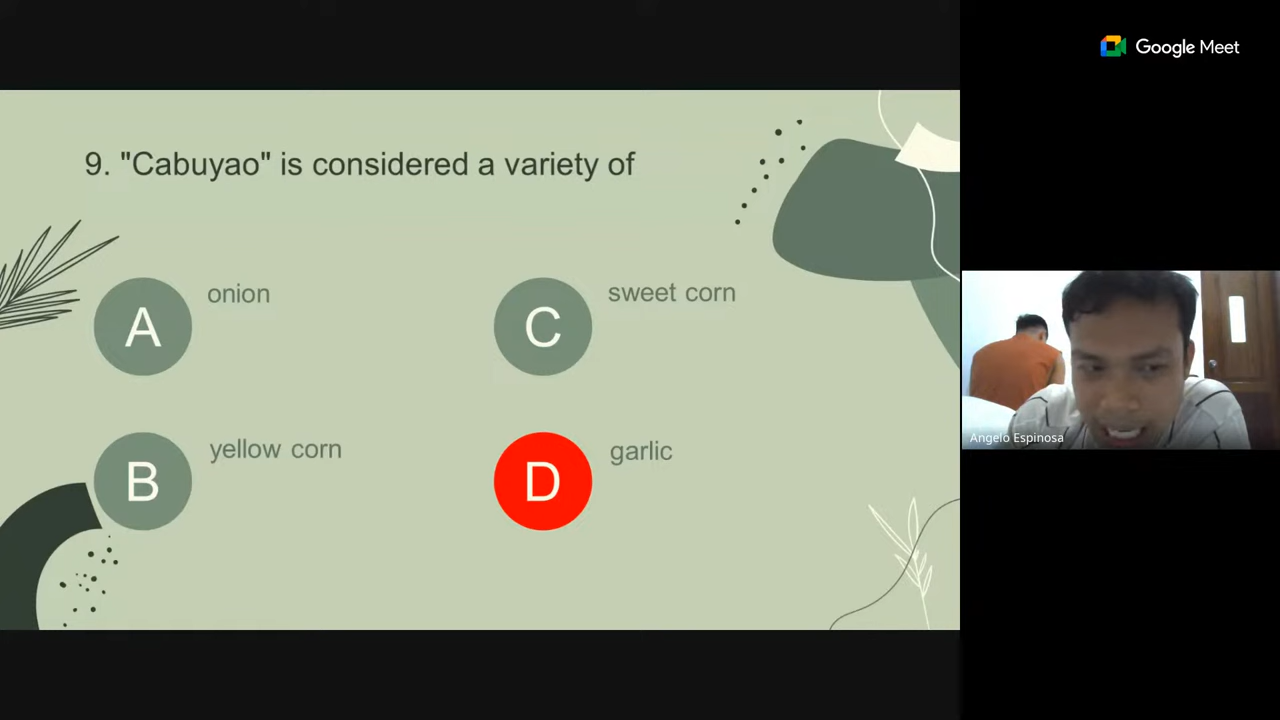 Google Meet
9. "Cabuyao" is considered a variety of
A
onion
C
sweet corn
B
yellow corn
D
garlic
Angelo Espinosa